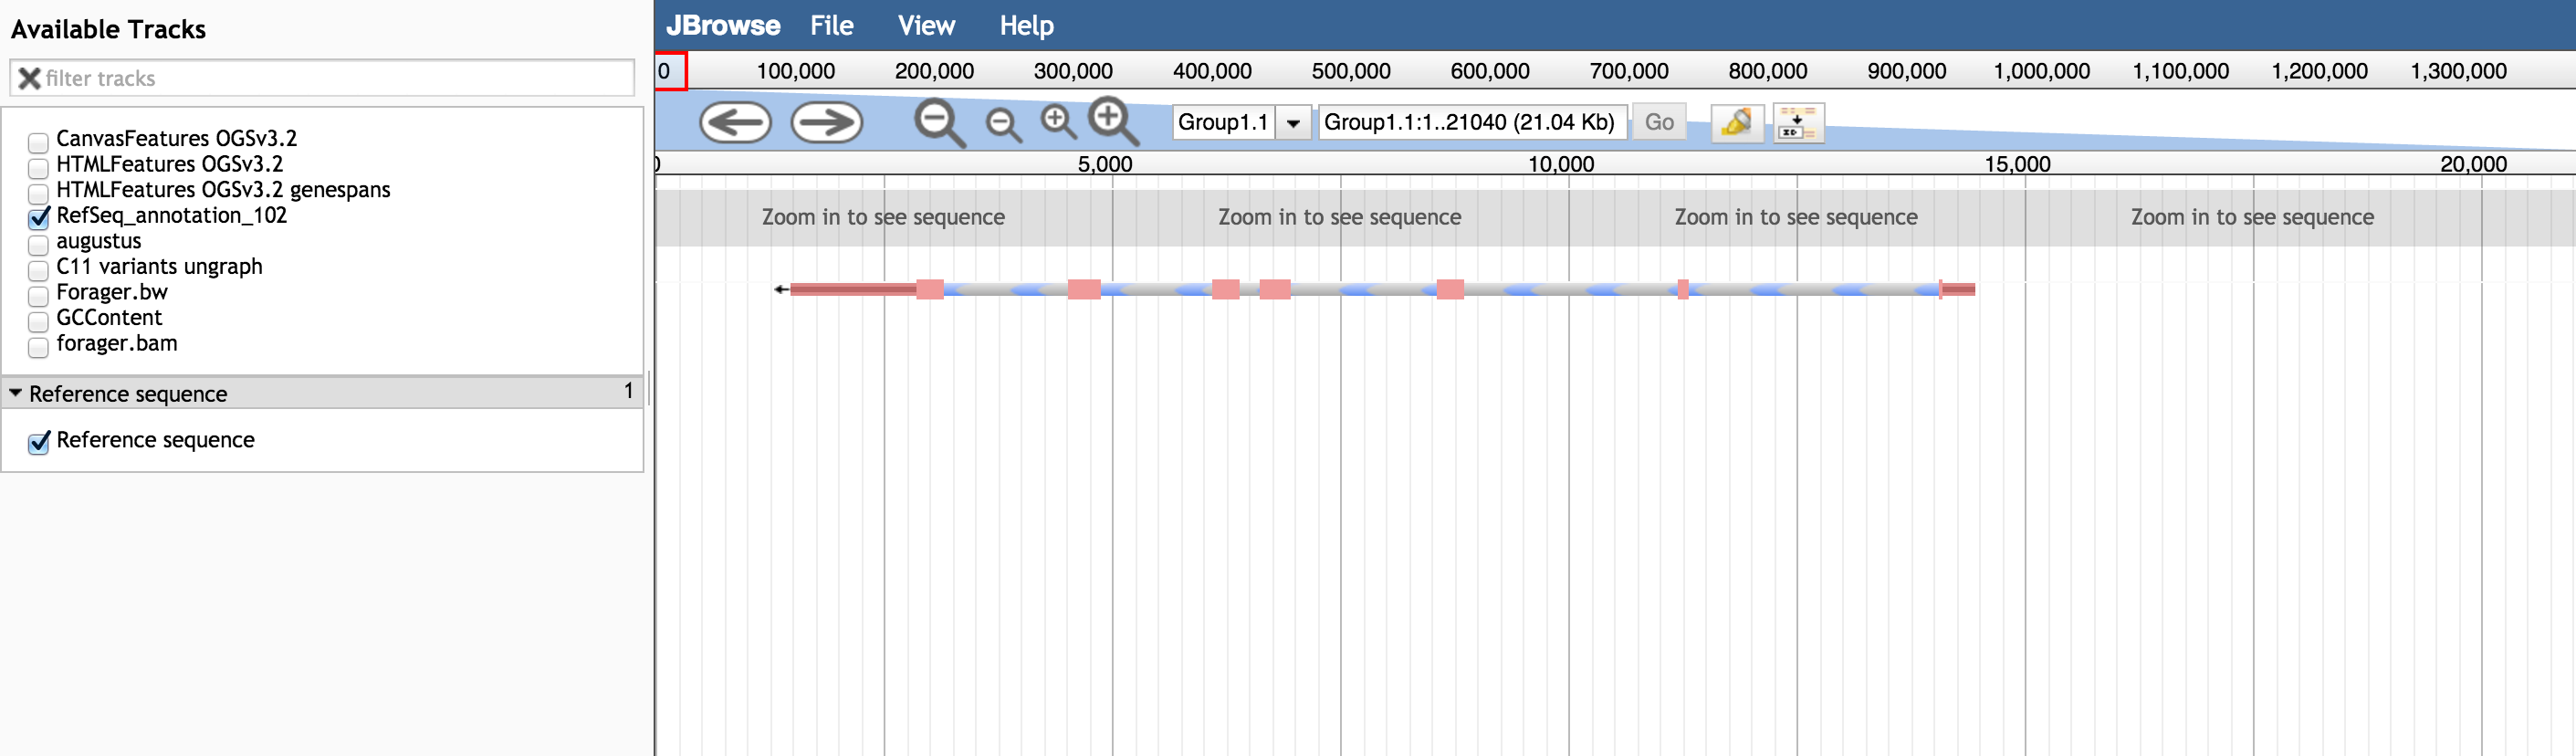 Available Tracks
filter tracks
CanvasFeatures OGSv3.2
HTMLFeatures OGSv3.2
HTMLFeatures OGSv3.2 genespans
RefSeq_annotation_102
augustus
C11 variants ungraph
Forager.bw
GCContent
forager.bam
Reference sequence 1
Reference sequence
JBrowse File View Help
0 100,000 200,000 300,000 400,000 500,000 600,000 700,000 800,000 900,000 1,000,000 1,100,000 1,200,000 1,300,000
Group1.1 Group1.1:1..21040 (21.04 Kb) Go
0 5,000 10,000 15,000 20,000
Zoom in to see sequence Zoom in to see sequence Zoom in to see sequence Zoom in to see sequence